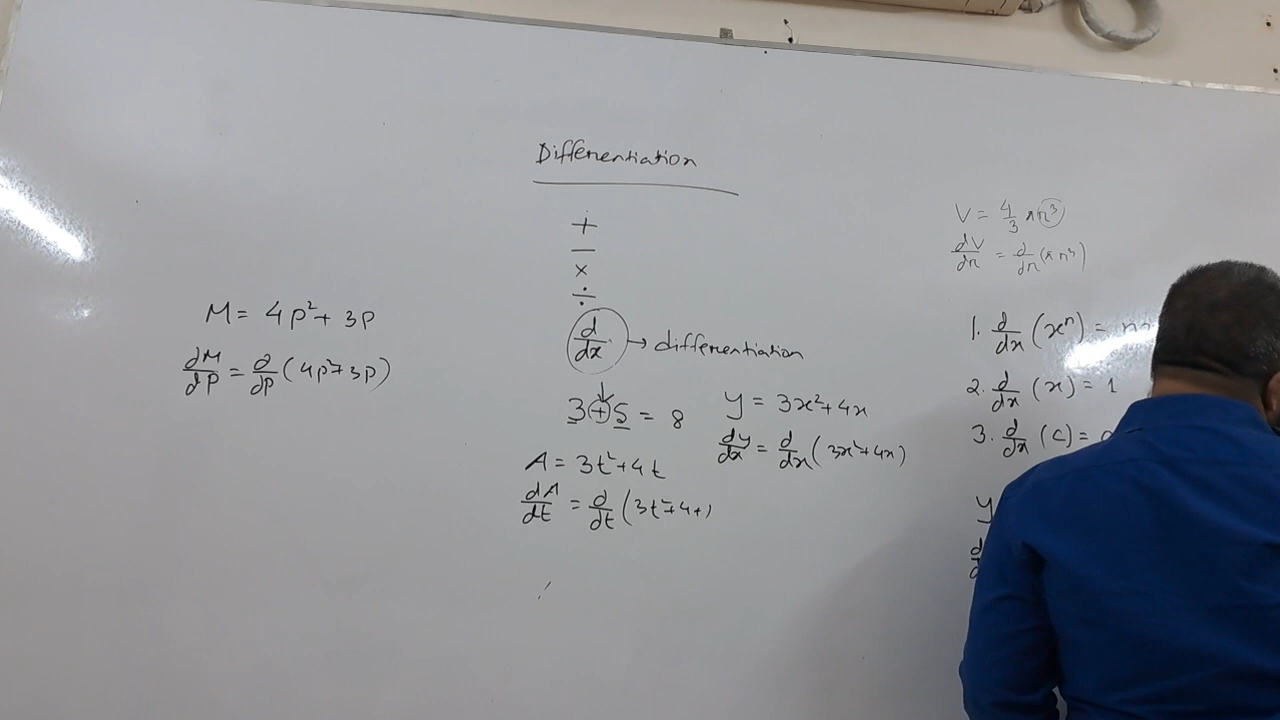 Differentiation
+
−
×
÷
d/dx → differentiation
3 + 5 = 8
A = 3t² + 4t
dA/dt = d/dt (3t² + 4t)
y = 3x² + 4x
dy/dx = d/dx (3x² + 4x)
M = 4p² + 3p
dM/dp = d/dp (4p² + 3p)
V = 4/3 π r³
dV/dr = d/dr (π r³)
1. d/dx (xⁿ) = n
2. d/dx (x) = 1
3. d/dx (c) =
y
d